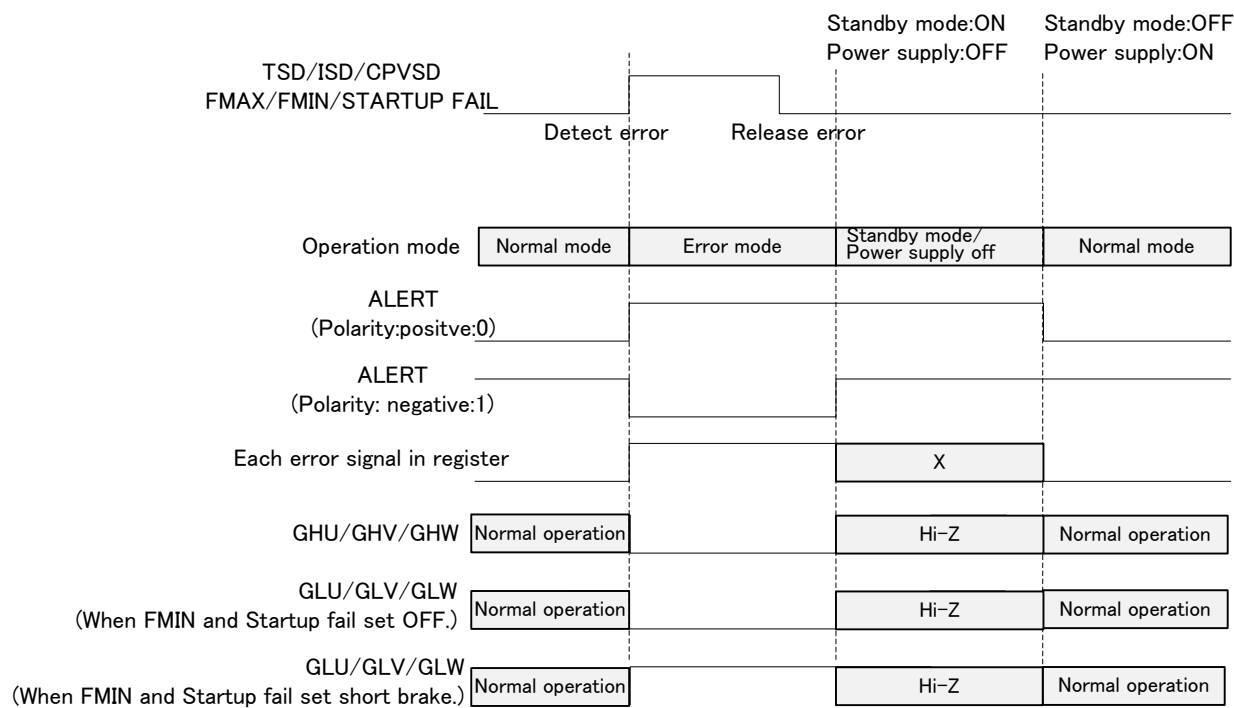 Standby mode:ON
Power supply:OFF
Standby mode:OFF
Power supply:ON
TSD/ISD/CPVSD
FMAX/FMIN/STARTUP FAIL
Detect error
Release error
Operation mode
Normal mode
Error mode
Standby mode/
Power supply off
Normal mode
ALERT
(Polarity:positve:0)
ALERT
(Polarity: negative:1)
Each error signal in register
X
GHU/GHV/GHW
Normal operation
Hi-Z
Normal operation
GLU/GLV/GLW
(When FMIN and Startup fail set OFF.)
Normal operation
Hi-Z
Normal operation
GLU/GLV/GLW
(When FMIN and Startup fail set short brake.)
Normal operation
Hi-Z
Normal operation